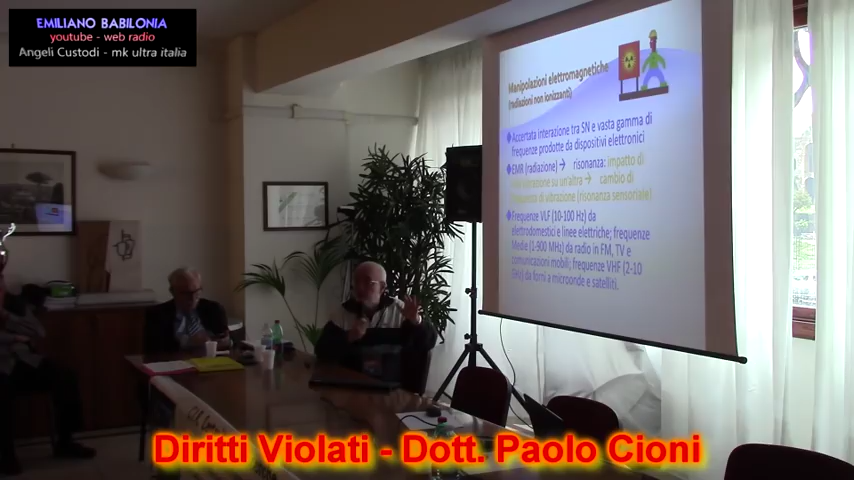 EMILIANO BABILONIA
youtube - web radio
Angeli Custodi - mk ultra italia
Manipolazioni elettromagnetiche
(radiazioni non ionizzanti)
Accertata interazione tra SN e vasta gamma di
frequenze prodotte da dispositivi elettronici
EMR (radiazione) → risonanza: impatto di
una vibrazione su un'altra → cambio di
frequenza di vibrazione (risonanza sensoriale)
Frequenze VLF (10-100 Hz) da
elettrodomestici e linee elettriche; frequenze
Medie (1-900 MHz) da radio in FM, TV e
comunicazioni mobili; frequenze VHF (2-10
GHz) da forni a microonde e satelliti.
Diritti Violati - Dott. Paolo Cioni